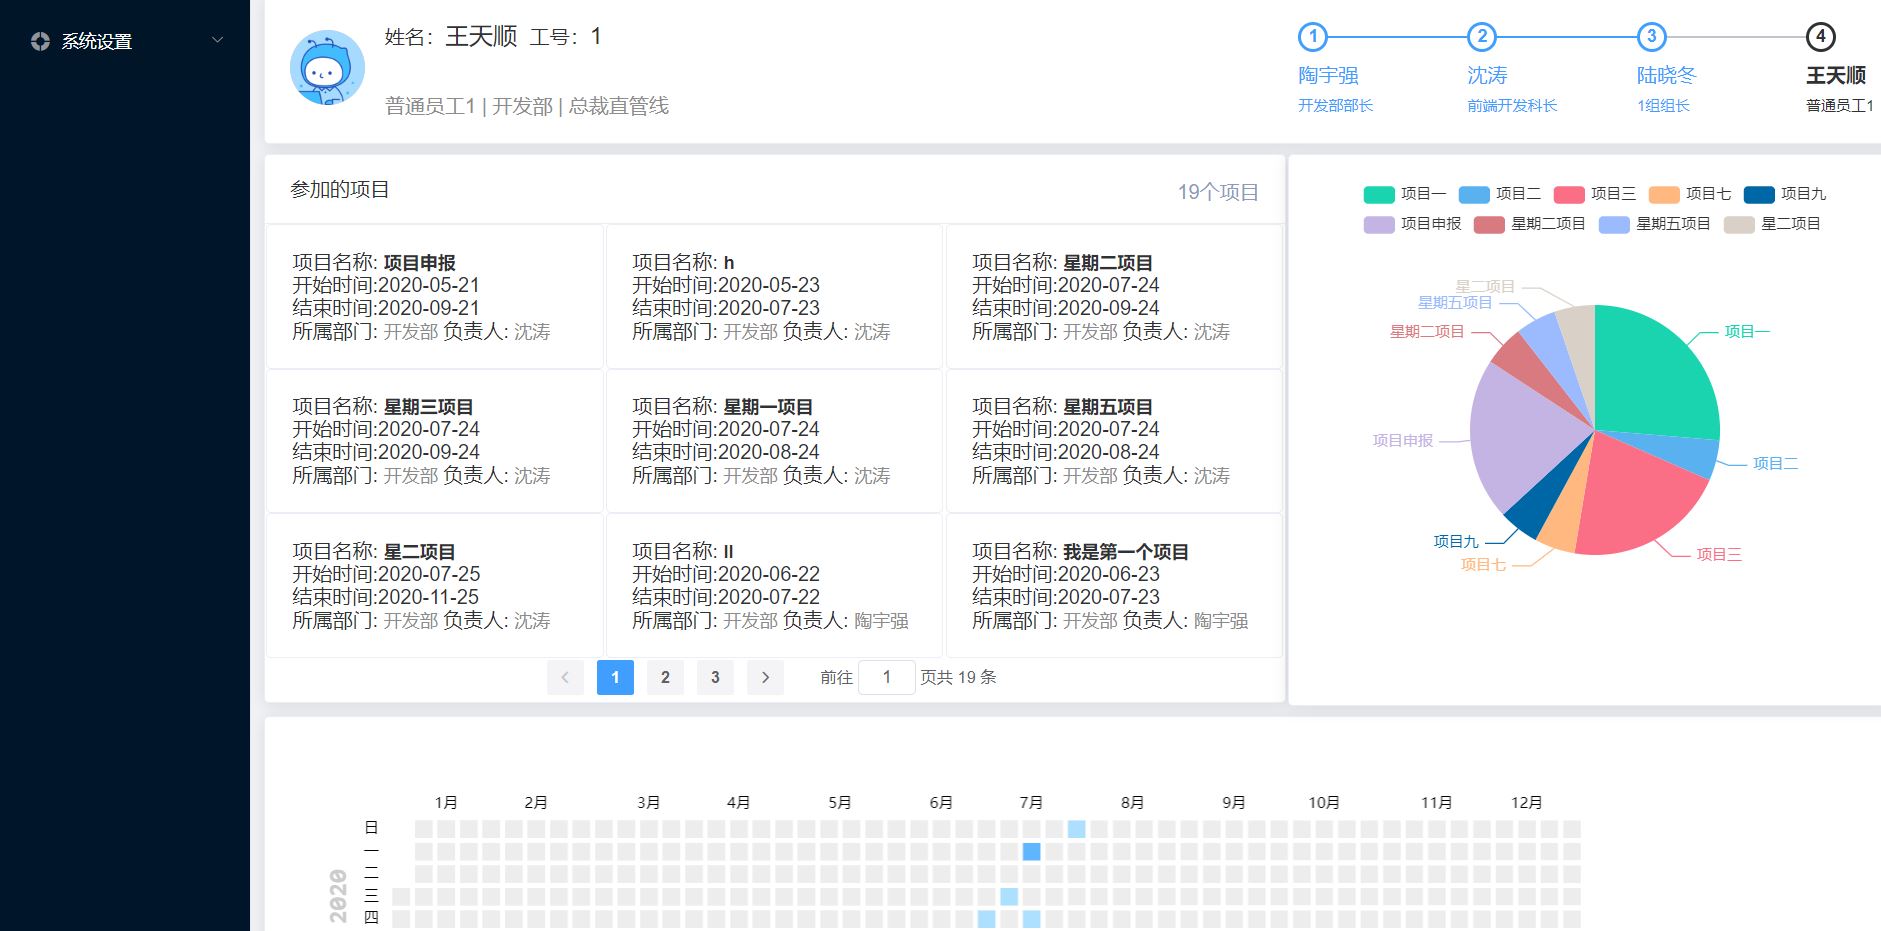 系统设置
姓名：王天顺 工号：1
普通员工1 | 开发部 | 总裁直管线
1
陶宇强
开发部部长
2
沈涛
前端开发科长
3
陆晓冬
1组组长
4
王天顺
普通员工1
参加的项目
19个项目
项目名称: 项目申报
开始时间:2020-05-21
结束时间:2020-09-21
所属部门: 开发部 负责人: 沈涛
项目名称: h
开始时间:2020-05-23
结束时间:2020-07-23
所属部门: 开发部 负责人: 沈涛
项目名称: 星期二项目
开始时间:2020-07-24
结束时间:2020-09-24
所属部门: 开发部 负责人: 沈涛
项目名称: 星期三项目
开始时间:2020-07-24
结束时间:2020-09-24
所属部门: 开发部 负责人: 沈涛
项目名称: 星期一项目
开始时间:2020-07-24
结束时间:2020-08-24
所属部门: 开发部 负责人: 沈涛
项目名称: 星期五项目
开始时间:2020-07-24
结束时间:2020-08-24
所属部门: 开发部 负责人: 沈涛
项目名称: 星二项目
开始时间:2020-07-25
结束时间:2020-11-25
所属部门: 开发部 负责人: 沈涛
项目名称: ll
开始时间:2020-06-22
结束时间:2020-07-22
所属部门: 开发部 负责人: 陶宇强
项目名称: 我是第一个项目
开始时间:2020-06-23
结束时间:2020-07-23
所属部门: 开发部 负责人: 陶宇强
1 2 3 前往 1 页共 19 条
项目一 项目二 项目三 项目七 项目九
项目申报 星期二项目 星期五项目 星二项目
星二项目
星期五项目
星期二项目
项目一
项目申报
项目二
项目九
项目三
项目七
1月 2月 3月 4月 5月 6月 7月 8月 9月 10月 11月 12月
日
一
二
三
四
2020